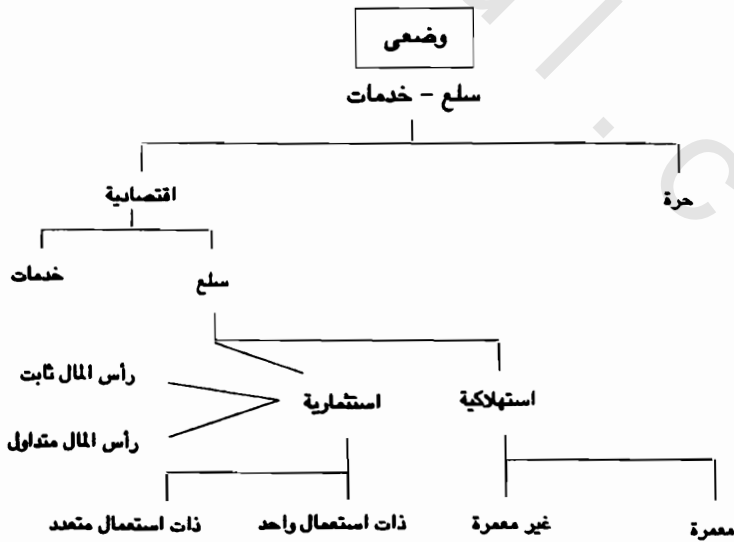 وضعى
سلع – خدمات
حرة
اقتصادية
سلع
خدمات
استهلاكية
استثمارية
رأس المال ثابت
رأس المال متداول
معمرة
غير معمرة
ذات استعمال واحد
ذات استعمال متعدد